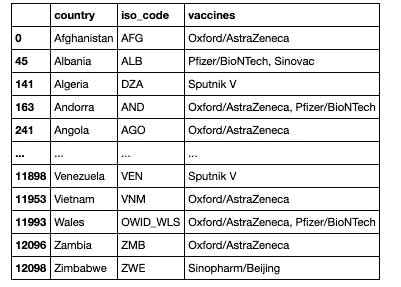 country iso_code vaccines
0 Afghanistan AFG Oxford/AstraZeneca
45 Albania ALB Pfizer/BioNTech, Sinovac
141 Algeria DZA Sputnik V
163 Andorra AND Oxford/AstraZeneca, Pfizer/BioNTech
241 Angola AGO Oxford/AstraZeneca
... ... ... ...
11898 Venezuela VEN Sputnik V
11953 Vietnam VNM Oxford/AstraZeneca
11993 Wales OWID_WLS Oxford/AstraZeneca, Pfizer/BioNTech
12096 Zambia ZMB Oxford/AstraZeneca
12098 Zimbabwe ZWE Sinopharm/Beijing